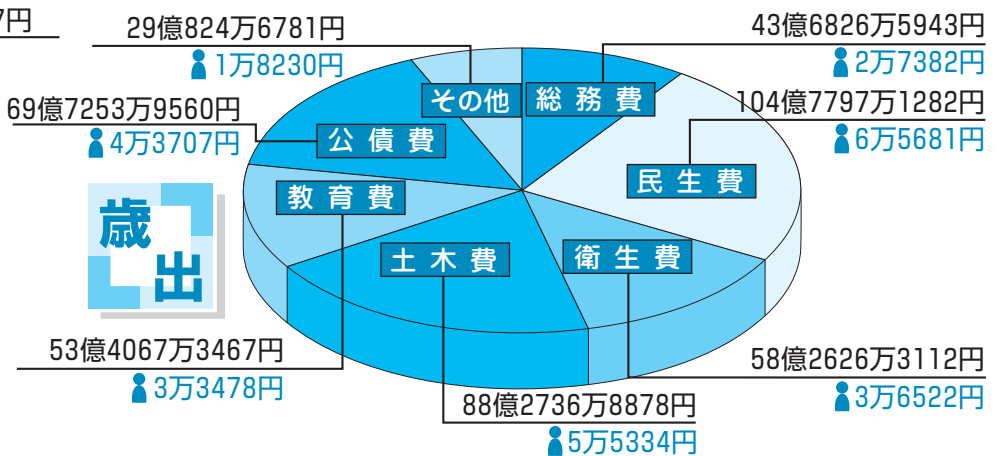 7円
29億824万6781円
1万8230円
43億6826万5943円
2万7382円
69億7253万9560円
4万3707円
104億7797万1282円
6万5681円
その他
総務費
公債費
民生費
教育費
土木費
衛生費
歳出
53億4067万3467円
3万3478円
58億2626万3112円
3万6522円
88億2736万8878円
5万5334円